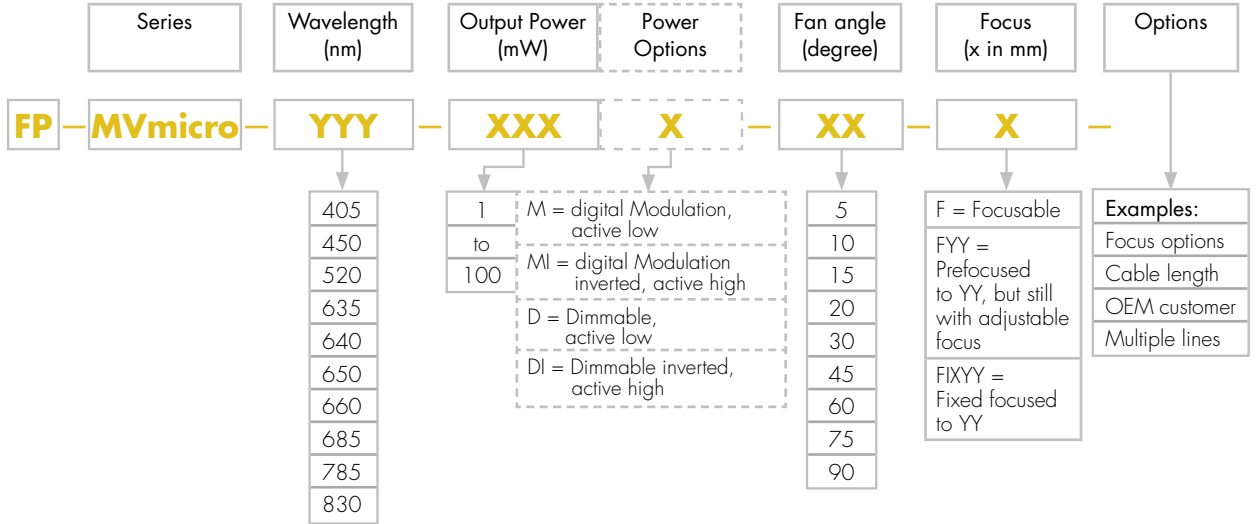 Series
Wavelength
(nm)
Output Power
(mW)
Power
Options
Fan angle
(degree)
Focus
(x in mm)
Options
FP – MVmicro – YYY – XXX X – XX – X –
405
450
520
635
640
650
660
685
785
830
1
to
100
M = digital Modulation,
active low
MI = digital Modulation
inverted, active high
D = Dimmable,
active low
DI = Dimmable inverted,
active high
5
10
15
20
30
45
60
75
90
F = Focusable
FYY =
Prefocused
to YY, but still
with adjustable
focus
FIXYY =
Fixed focused
to YY
Examples:
Focus options
Cable length
OEM customer
Multiple lines